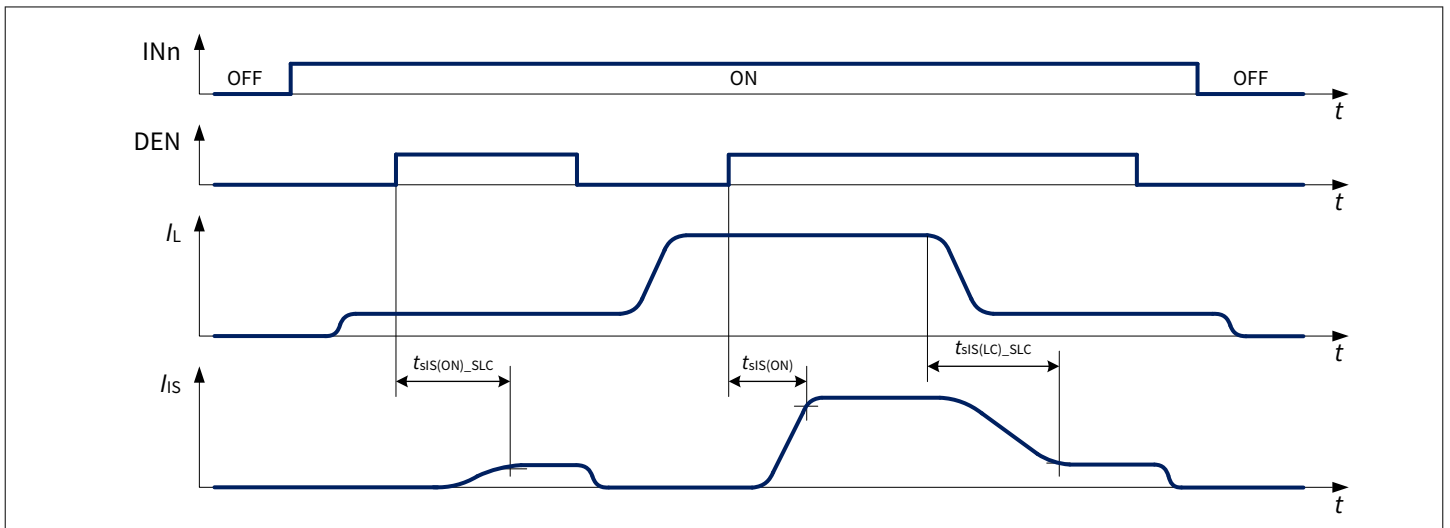 INn
OFF ON OFF
t
DEN
t
IL
t
tsIS(ON)_SLC tsIS(ON) tsIS(LC)_SLC
IIS
t